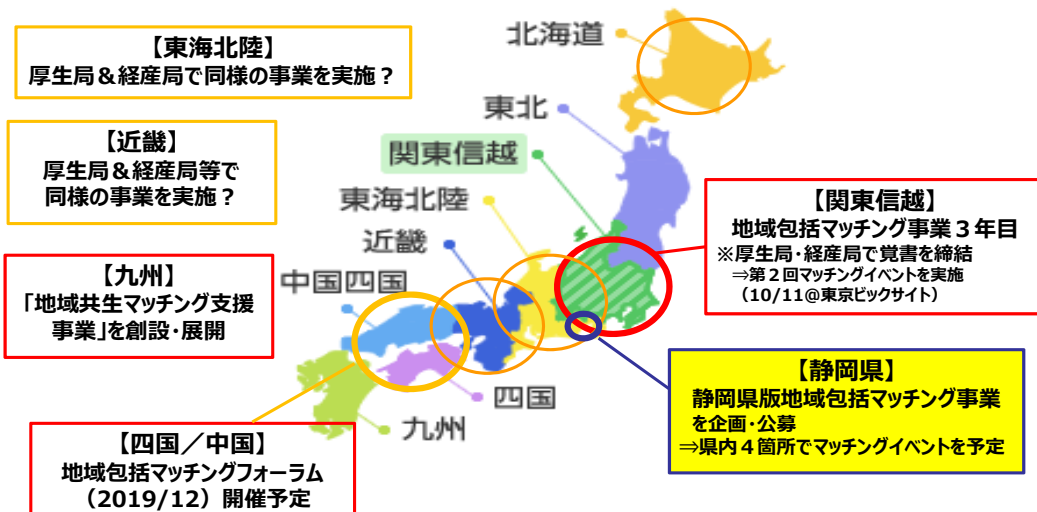 【東海北陸】
厚生局＆経産局で同様の事業を実施？
【近畿】
厚生局＆経産局等で
同様の事業を実施？
【九州】
「地域共生マッチング支援
事業」を創設・展開
【四国／中国】
地域包括マッチングフォーラム
（2019/12）開催予定
北海道
東北
関東信越
東海北陸
近畿
中国四国
四国
九州
【関東信越】
地域包括マッチング事業３年目
※厚生局・経産局で覚書を締結
⇒第２回マッチングイベントを実施
（10/11@東京ビックサイト）
【静岡県】
静岡県版地域包括マッチング事業
を企画・公募
⇒県内４箇所でマッチングイベントを予定